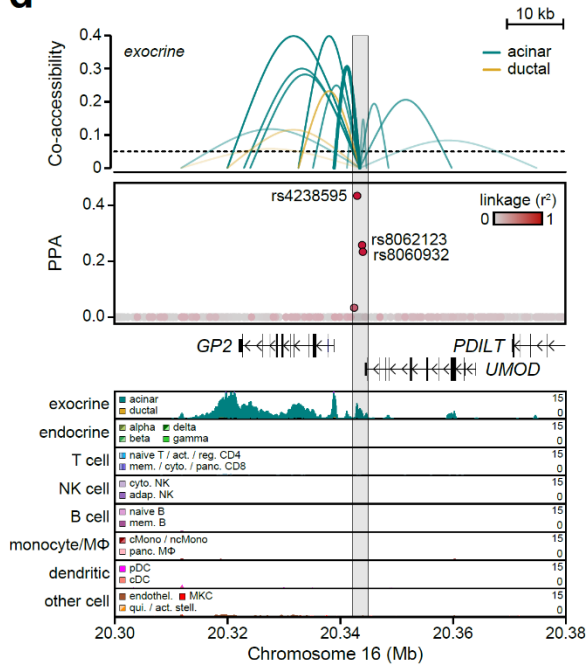 10 kb
exocrine
acinar
ductal
Co-accessibility
0.4
0.3
0.2
0.1
0
rs4238595
linkage (r²)
0 1
rs8062123
rs8060932
PPA
0.4
0.2
0.0
GP2
PDILT
UMOD
exocrine
acinar
ductal
15
0
endocrine
alpha delta
beta gamma
15
0
T cell
naive T / act. / reg. CD4
mem. / cyto. / panc. CD8
15
0
NK cell
cyto. NK
adap. NK
15
0
B cell
naive B
mem. B
15
0
monocyte/MΦ
cMono / ncMono
panc. MΦ
15
0
dendritic
pDC
cDC
15
0
other cell
endothel. MKC
qui. / act. stell.
15
0
20.30 20.32 20.34 20.36 20.38
Chromosome 16 (Mb)